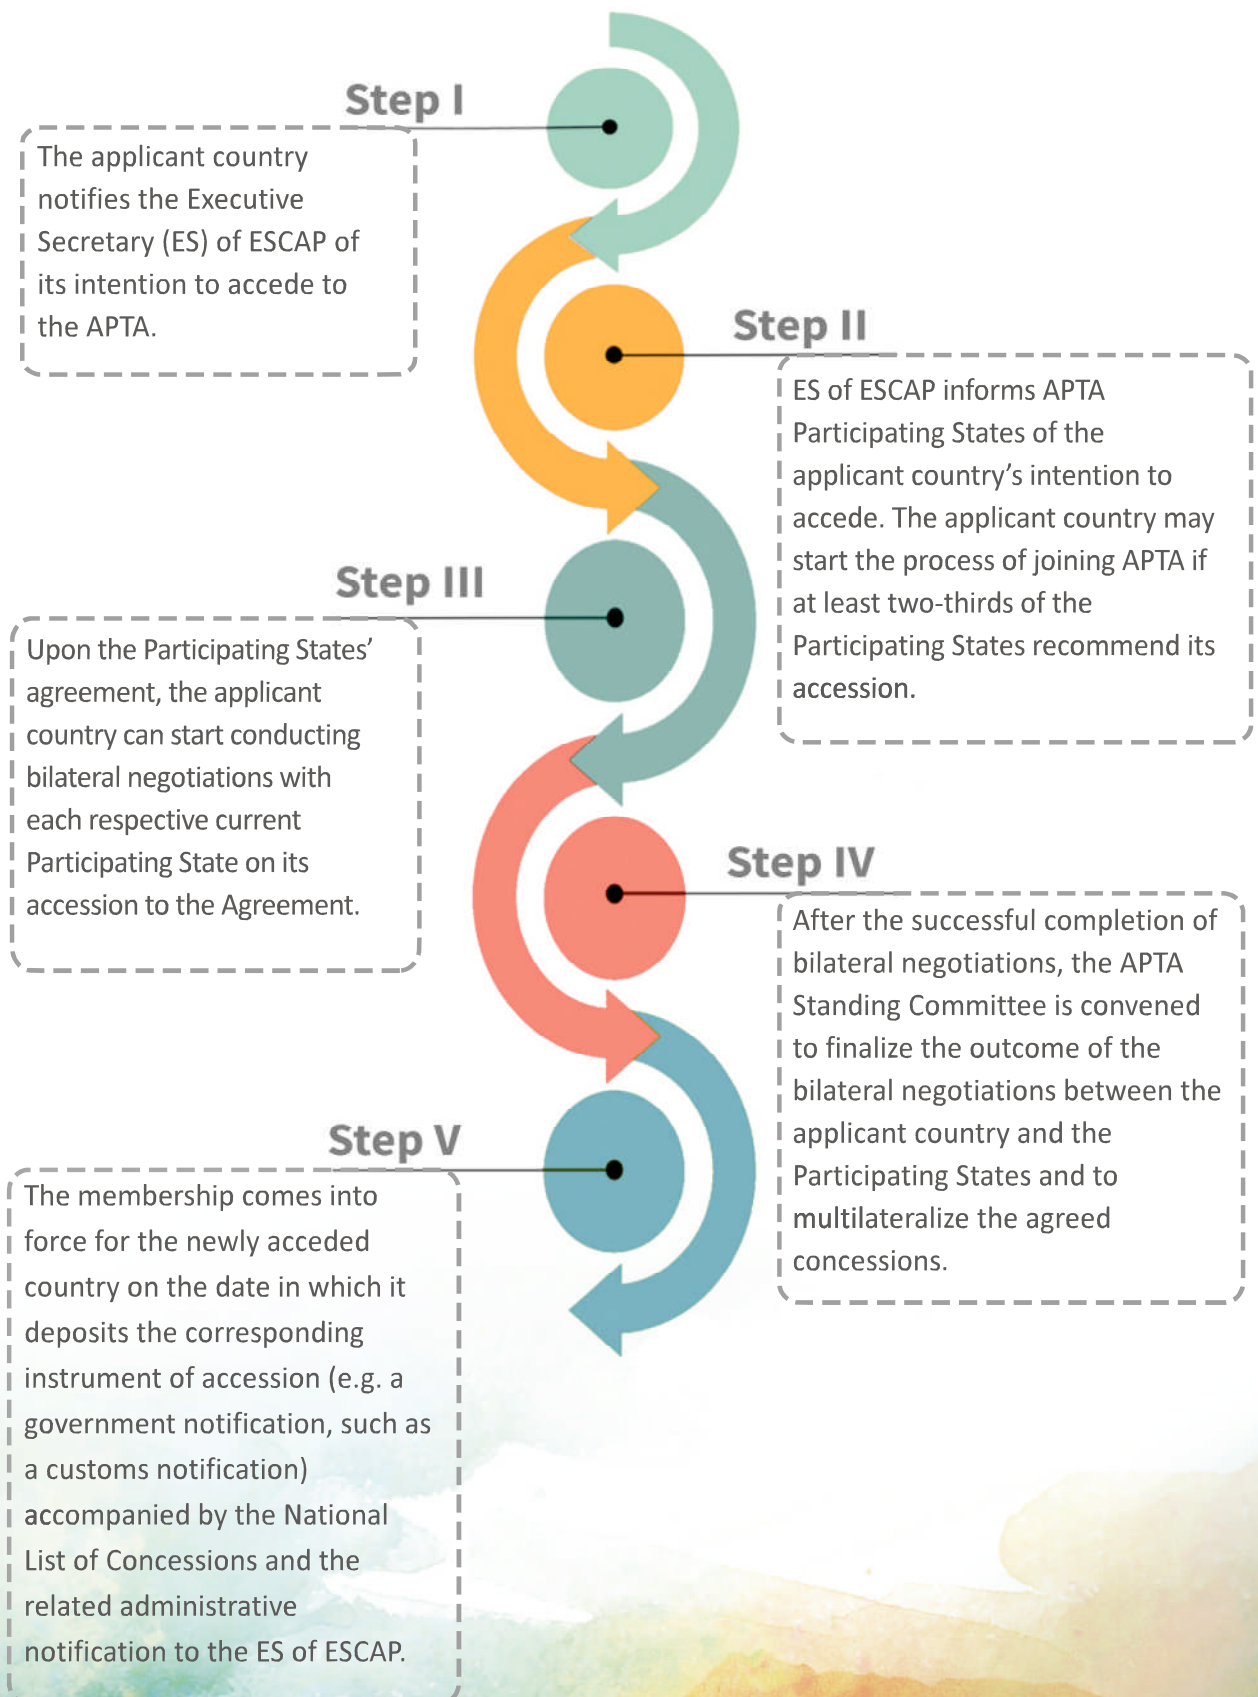 Step I
The applicant country
notifies the Executive
Secretary (ES) of ESCAP of
its intention to accede to
the APTA.
Step II
ES of ESCAP informs APTA
Participating States of the
applicant country’s intention to
accede. The applicant country may
start the process of joining APTA if
at least two-thirds of the
Participating States recommend its
accession.
Step III
Upon the Participating States’
agreement, the applicant
country can start conducting
bilateral negotiations with
each respective current
Participating State on its
accession to the Agreement.
Step IV
After the successful completion of
bilateral negotiations, the APTA
Standing Committee is convened
to finalize the outcome of the
bilateral negotiations between the
applicant country and the
Participating States and to
multilateralize the agreed
concessions.
Step V
The membership comes into
force for the newly acceded
country on the date in which it
deposits the corresponding
instrument of accession (e.g. a
government notification, such as
a customs notification)
accompanied by the National
List of Concessions and the
related administrative
notification to the ES of ESCAP.